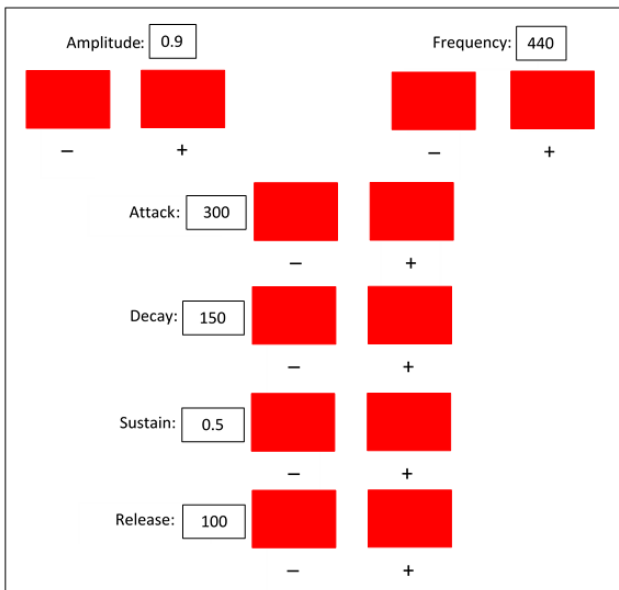 Amplitude: 0.9
Frequency: 440
– +
– +
Attack: 300
– +
Decay: 150
– +
Sustain: 0.5
– +
Release: 100
– +